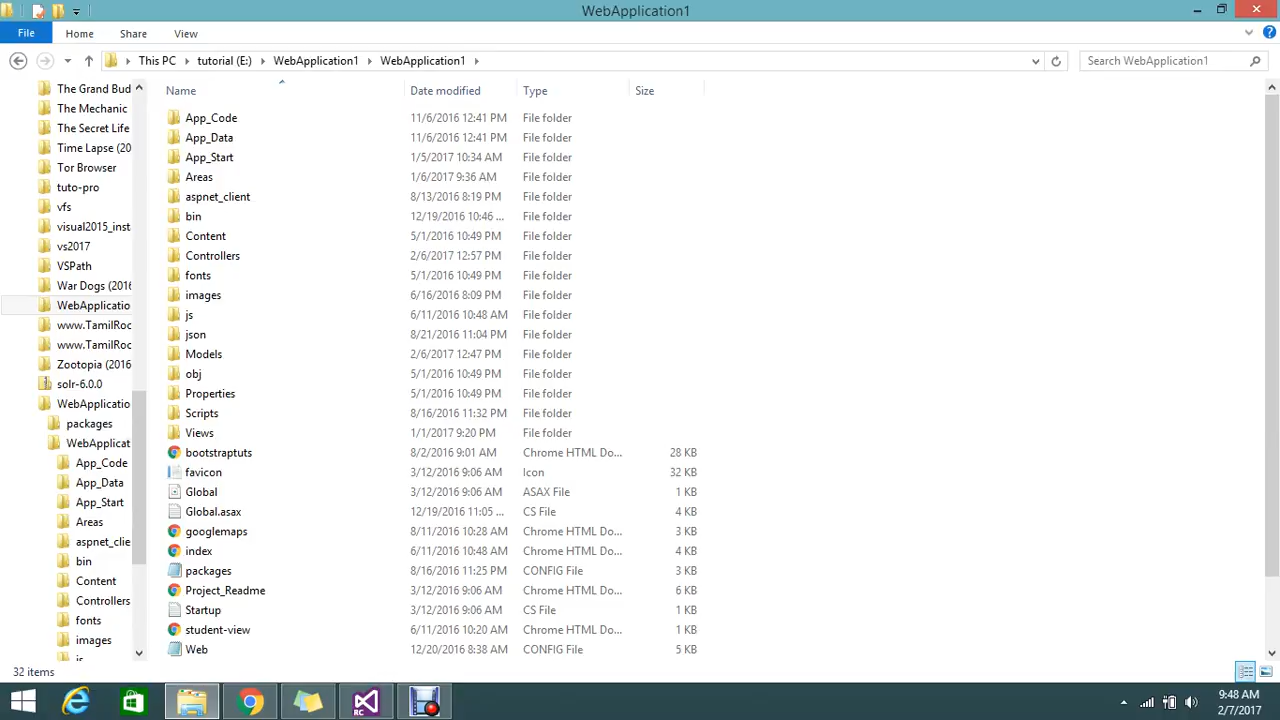 WebApplication1
File Home Share View
This PC tutorial (E:) WebApplication1 WebApplication1
Search WebApplication1
The Grand Bud
The Mechanic
The Secret Life
Time Lapse (20
Tor Browser
tuto-pro
vfs
visual2015_inst
vs2017
VSPath
War Dogs (2016
WebApplicatio
www.TamilRoc
www.TamilRoc
Zootopia (2016
solr-6.0.0
WebApplicatio
packages
WebApplicat
App_Code
App_Data
App_Start
Areas
aspnet_clie
bin
Content
Controllers
fonts
images
js
Name Date modified Type Size
App_Code 11/6/2016 12:41 PM File folder
App_Data 11/6/2016 12:41 PM File folder
App_Start 1/5/2017 10:34 AM File folder
Areas 1/6/2017 9:36 AM File folder
aspnet_client 8/13/2016 8:19 PM File folder
bin 12/19/2016 10:46 ... File folder
Content 5/1/2016 10:49 PM File folder
Controllers 2/6/2017 12:57 PM File folder
fonts 5/1/2016 10:49 PM File folder
images 6/16/2016 8:09 PM File folder
js 6/11/2016 10:48 AM File folder
json 8/21/2016 11:04 PM File folder
Models 2/6/2017 12:47 PM File folder
obj 5/1/2016 10:49 PM File folder
Properties 5/1/2016 10:49 PM File folder
Scripts 8/16/2016 11:32 PM File folder
Views 1/1/2017 9:20 PM File folder
bootstraptuts 8/2/2016 9:01 AM Chrome HTML Do... 28 KB
favicon 3/12/2016 9:06 AM Icon 32 KB
Global 3/12/2016 9:06 AM ASAX File 1 KB
Global.asax 12/19/2016 11:05 ... CS File 4 KB
googlemaps 8/11/2016 10:28 AM Chrome HTML Do... 3 KB
index 6/11/2016 10:48 AM Chrome HTML Do... 4 KB
packages 8/16/2016 11:25 PM CONFIG File 3 KB
Project_Readme 3/12/2016 9:06 AM Chrome HTML Do... 6 KB
Startup 3/12/2016 9:06 AM CS File 1 KB
student-view 6/11/2016 10:20 AM Chrome HTML Do... 1 KB
Web 12/20/2016 8:38 AM CONFIG File 5 KB
32 items
RC
9:48 AM
2/7/2017